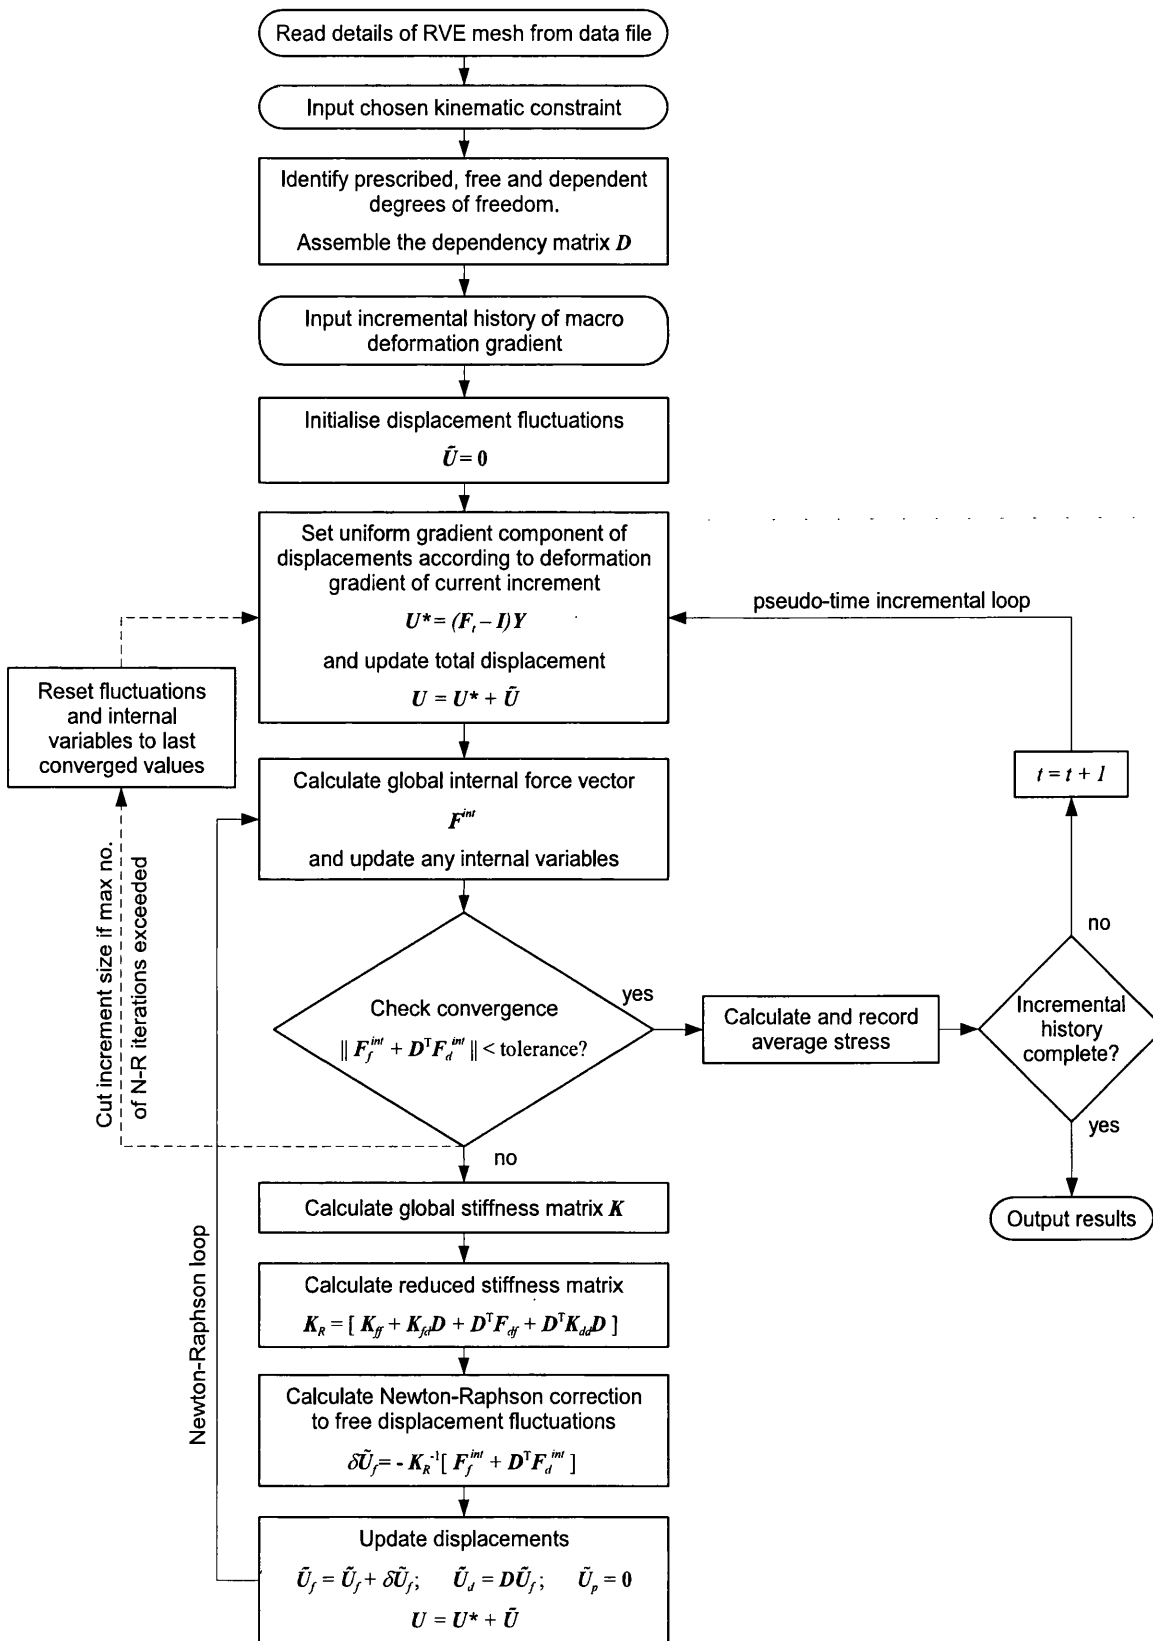 Read details of RVE mesh from data file
Input chosen kinematic constraint
Identify prescribed, free and dependent
degrees of freedom.
Assemble the dependency matrix D
Input incremental history of macro
deformation gradient
Initialise displacement fluctuations
Ũ = 0
Set uniform gradient component of
displacements according to deformation
gradient of current increment
U* = (F_t – I)Y
and update total displacement
U = U* + Ũ
pseudo-time incremental loop
Reset fluctuations
and internal
variables to last
converged values
t = t + 1
Calculate global internal force vector
F^int
and update any internal variables
Cut increment size if max no.
of N-R iterations exceeded
Check convergence
|| F_f^int + D^T F_d^int || < tolerance?
yes
Calculate and record
average stress
no
Incremental
history
complete?
yes
Output results
no
Calculate global stiffness matrix K
Calculate reduced stiffness matrix
K_R = [ K_ff + K_fd D + D^T F_df + D^T K_dd D ]
Calculate Newton-Raphson correction
to free displacement fluctuations
δŨ_f = - K_R^-1 [ F_f^int + D^T F_d^int ]
Newton-Raphson loop
Update displacements
Ũ_f = Ũ_f + δŨ_f; Ũ_d = DŨ_f; Ũ_p = 0
U = U* + Ũ